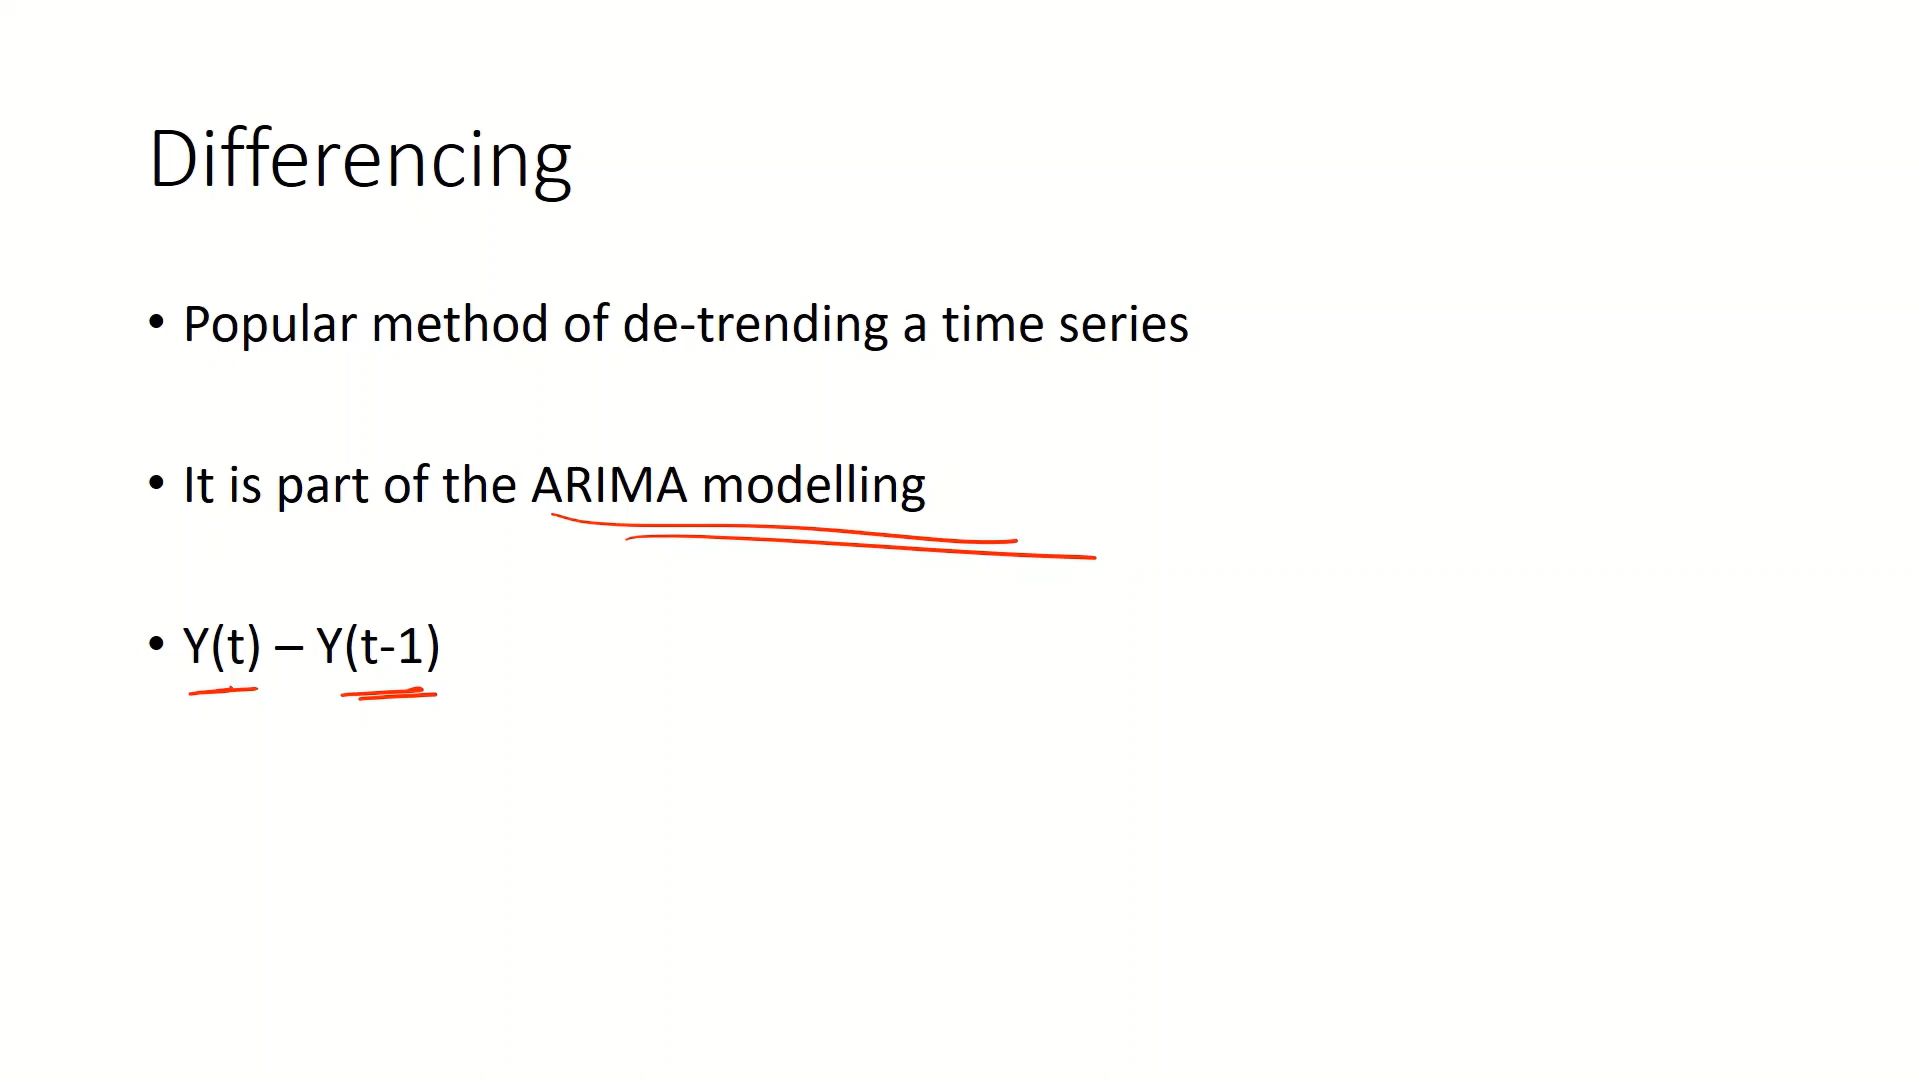 Differencing
• Popular method of de-trending a time series
• It is part of the ARIMA modelling
• Y(t) – Y(t-1)